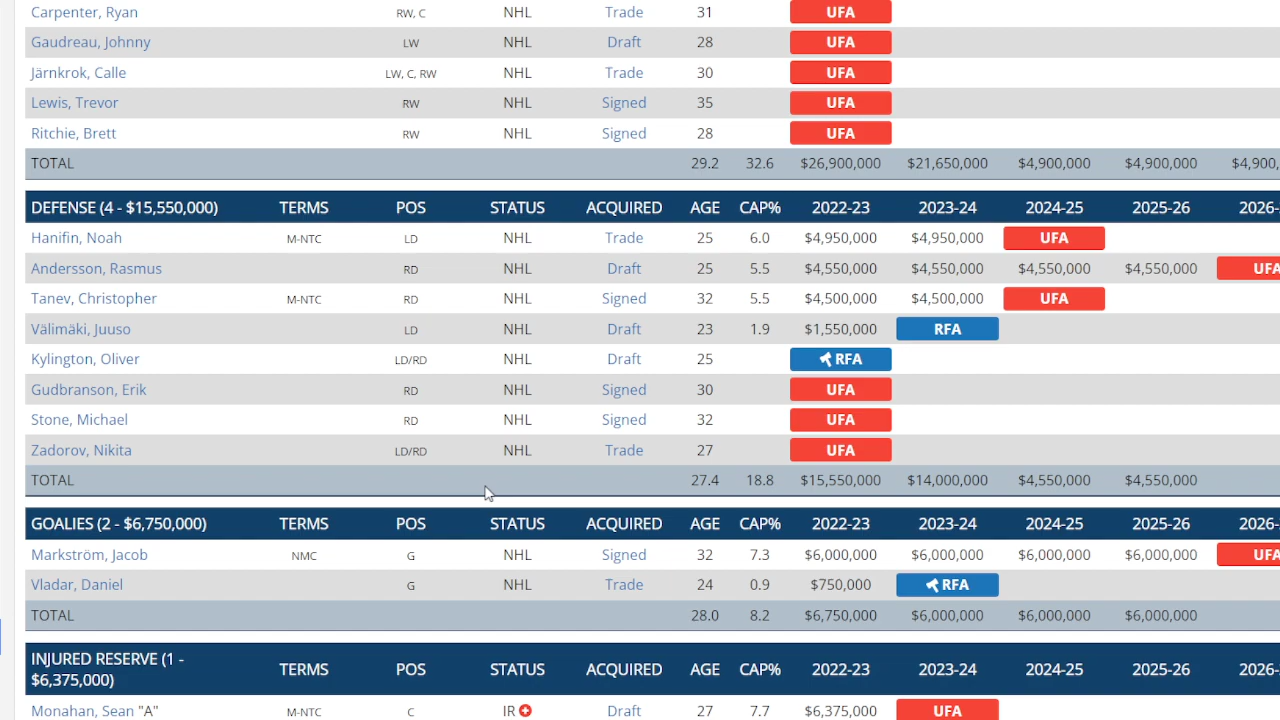 Carpenter, Ryan RW, C NHL Trade 31 UFA
Gaudreau, Johnny LW NHL Draft 28 UFA
Järnkrok, Calle LW, C, RW NHL Trade 30 UFA
Lewis, Trevor RW NHL Signed 35 UFA
Ritchie, Brett RW NHL Signed 28 UFA
TOTAL 29.2 32.6 $26,900,000 $21,650,000 $4,900,000 $4,900,000 $4,900,
DEFENSE (4 - $15,550,000) TERMS POS STATUS ACQUIRED AGE CAP% 2022-23 2023-24 2024-25 2025-26 2026-
Hanifin, Noah M-NTC LD NHL Trade 25 6.0 $4,950,000 $4,950,000 UFA
Andersson, Rasmus RD NHL Draft 25 5.5 $4,550,000 $4,550,000 $4,550,000 $4,550,000 UFA
Tanev, Christopher M-NTC RD NHL Signed 32 5.5 $4,500,000 $4,500,000 UFA
Välimäki, Juuso LD NHL Draft 23 1.9 $1,550,000 RFA
Kylington, Oliver LD/RD NHL Draft 25 RFA
Gudbranson, Erik RD NHL Signed 30 UFA
Stone, Michael RD NHL Signed 32 UFA
Zadorov, Nikita LD/RD NHL Trade 27 UFA
TOTAL 27.4 18.8 $15,550,000 $14,000,000 $4,550,000 $4,550,000
GOALIES (2 - $6,750,000) TERMS POS STATUS ACQUIRED AGE CAP% 2022-23 2023-24 2024-25 2025-26 2026-
Markström, Jacob NMC G NHL Signed 32 7.3 $6,000,000 $6,000,000 $6,000,000 $6,000,000 UFA
Vladar, Daniel G NHL Trade 24 0.9 $750,000 RFA
TOTAL 28.0 8.2 $6,750,000 $6,000,000 $6,000,000 $6,000,000
INJURED RESERVE (1 -
$6,375,000) TERMS POS STATUS ACQUIRED AGE CAP% 2022-23 2023-24 2024-25 2025-26 2026-
Monahan, Sean "A" M-NTC C IR Draft 27 7.7 $6,375,000 UFA